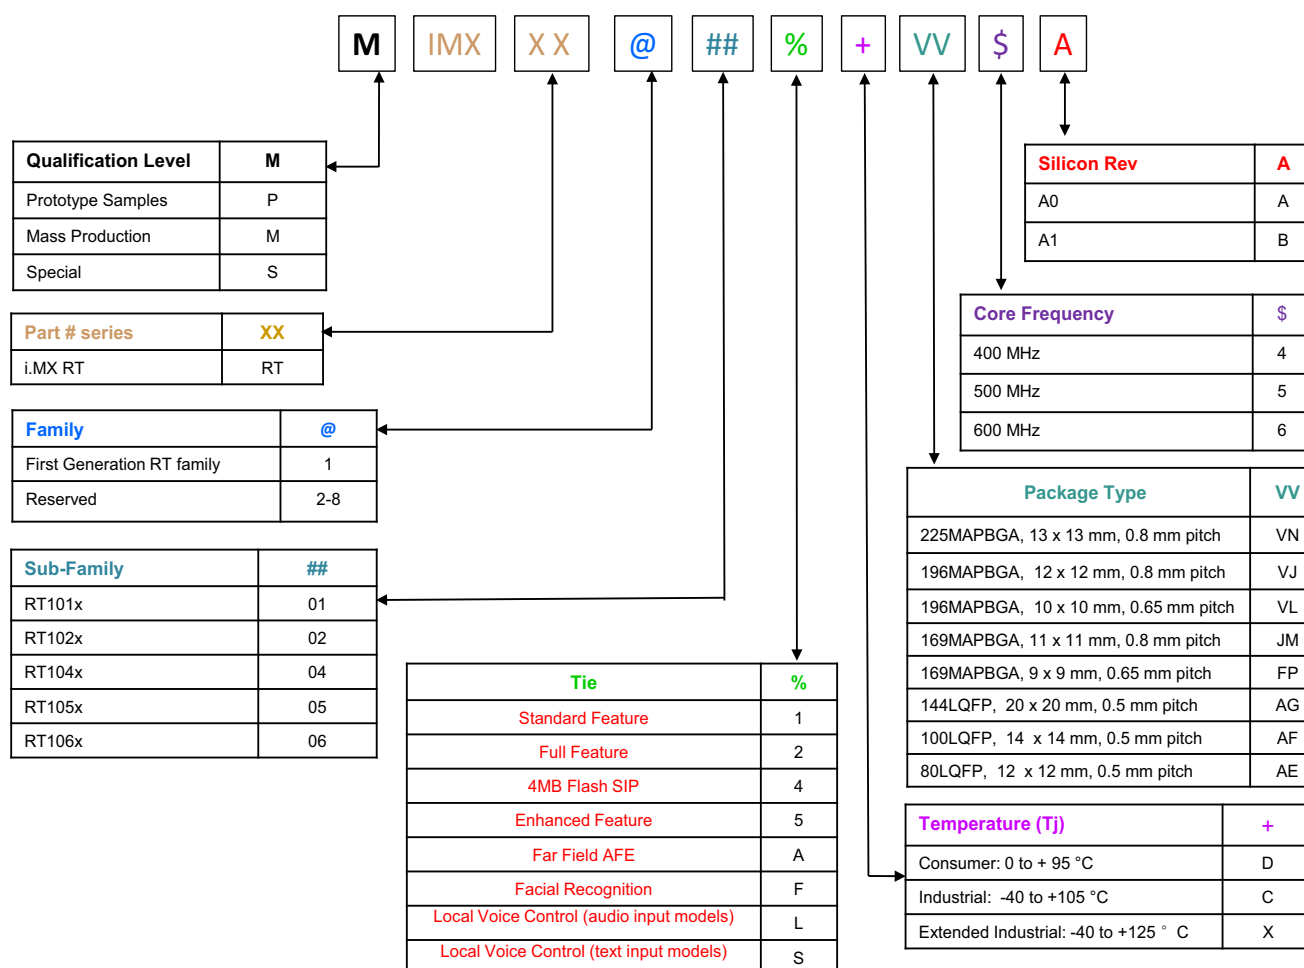 M IMX X X @ ## % + VV $ A
Qualification Level M
Prototype Samples P
Mass Production M
Special S
Part # series XX
i.MX RT RT
Family @
First Generation RT family 1
Reserved 2-8
Sub-Family ##
RT101x 01
RT102x 02
RT104x 04
RT105x 05
RT106x 06
Tie %
Standard Feature 1
Full Feature 2
4MB Flash SIP 4
Enhanced Feature 5
Far Field AFE A
Facial Recognition F
Local Voice Control (audio input models) L
Local Voice Control (text input models) S
Silicon Rev A
A0 A
A1 B
Core Frequency $
400 MHz 4
500 MHz 5
600 MHz 6
Package Type VV
225MAPBGA, 13 x 13 mm, 0.8 mm pitch VN
196MAPBGA, 12 x 12 mm, 0.8 mm pitch VJ
196MAPBGA, 10 x 10 mm, 0.65 mm pitch VL
169MAPBGA, 11 x 11 mm, 0.8 mm pitch JM
169MAPBGA, 9 x 9 mm, 0.65 mm pitch FP
144LQFP, 20 x 20 mm, 0.5 mm pitch AG
100LQFP, 14 x 14 mm, 0.5 mm pitch AF
80LQFP, 12 x 12 mm, 0.5 mm pitch AE
Temperature (Tj) +
Consumer: 0 to + 95 °C D
Industrial: -40 to +105 °C C
Extended Industrial: -40 to +125 ° C X